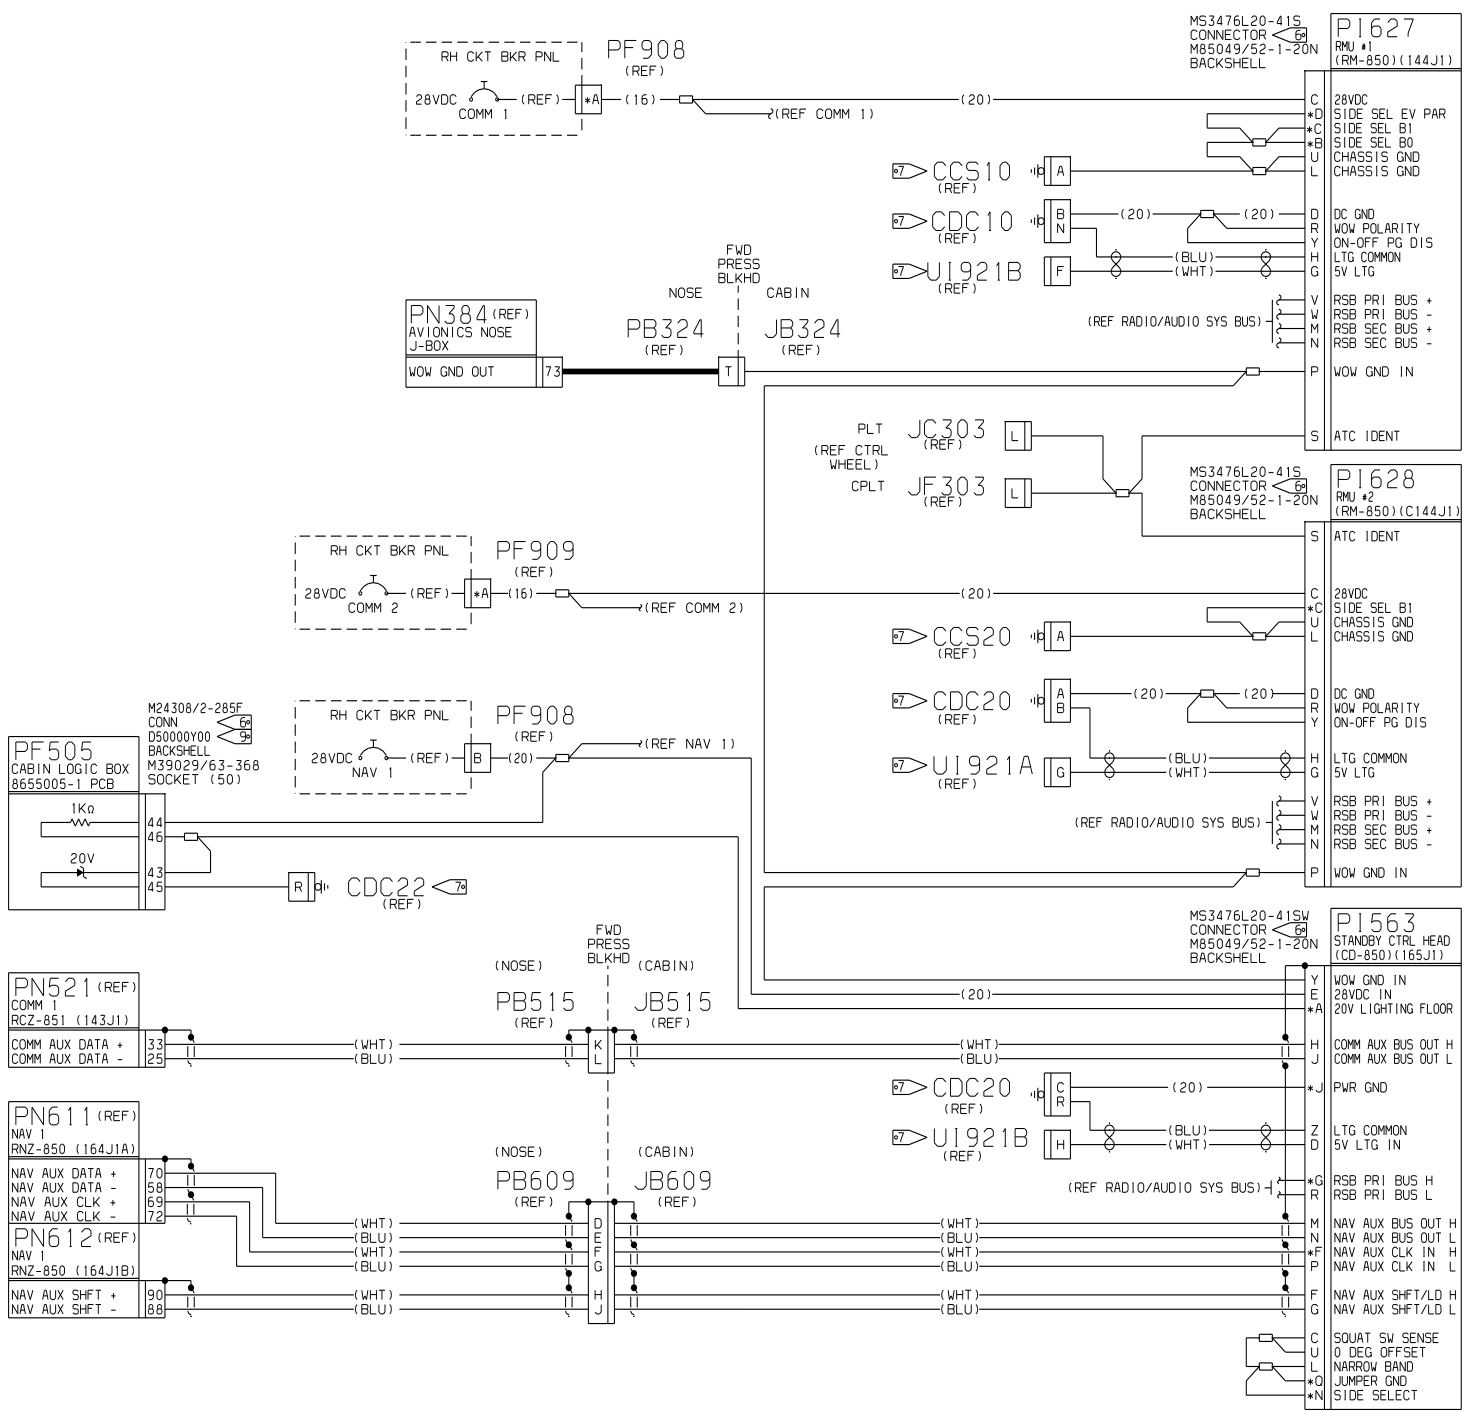 MS3476L20-41S
CONNECTOR 6
M85049/52-1-20N
BACKSHELL
PI627
RMU #1
(RM-850)(144J1)
PF908
(REF)
RH CKT BKR PNL
28VDC
COMM 1
(REF)
*A
(16)
(REF COMM 1)
(20)
C 28VDC
*D SIDE SEL EV PAR
*C SIDE SEL B1
*B SIDE SEL B0
U CHASSIS GND
L CHASSIS GND
7 CCS10 A
(REF)
7 CDC10 B
N
(REF)
(20) (20)
D DC GND
R WOW POLARITY
Y ON-OFF PG DIS
H LTG COMMON
G 5V LTG
(BLU)
(WHT)
7 UI921B F
(REF)
V RSB PRI BUS +
W RSB PRI BUS -
M RSB SEC BUS +
N RSB SEC BUS -
(REF RADIO/AUDIO SYS BUS)
FWD
PRESS
BLKHD
NOSE CABIN
PB324 JB324
(REF) (REF)
PN384 (REF)
AVIONICS NOSE
J-BOX
WOW GND OUT 73
T
P WOW GND IN
PLT JC303 L
(REF)
(REF CTRL
WHEEL)
CPLT JF303 L
(REF)
S ATC IDENT
MS3476L20-41S
CONNECTOR 6
M85049/52-1-20N
BACKSHELL
PI628
RMU #2
(RM-850)(C144J1)
S ATC IDENT
PF909
(REF)
RH CKT BKR PNL
28VDC
COMM 2
(REF)
*A
(16)
(REF COMM 2)
(20)
C 28VDC
*C SIDE SEL B1
U CHASSIS GND
L CHASSIS GND
7 CCS20 A
(REF)
7 CDC20 A
B
(REF)
(20) (20)
D DC GND
R WOW POLARITY
Y ON-OFF PG DIS
7 UI921A G
(REF)
(BLU)
(WHT)
H LTG COMMON
G 5V LTG
V RSB PRI BUS +
W RSB PRI BUS -
M RSB SEC BUS +
N RSB SEC BUS -
(REF RADIO/AUDIO SYS BUS)
P WOW GND IN
PF908
(REF)
RH CKT BKR PNL
28VDC
NAV 1
(REF)
B
(20)
(REF NAV 1)
M24308/2-285F
CONN 6
D50000Y00 9
BACKSHELL
M39029/63-368
SOCKET (50)
PF505
CABIN LOGIC BOX
8655005-1 PCB
1KΩ
44
46
20V
43
45
R CDC22 7
(REF)
MS3476L20-41SW
CONNECTOR 6
M85049/52-1-20N
BACKSHELL
PI563
STANDBY CTRL HEAD
(CD-850)(165J1)
(20)
Y WOW GND IN
E 28VDC IN
*A 20V LIGHTING FLOOR
FWD
PRESS
BLKHD
(NOSE) (CABIN)
PB515 JB515
(REF) (REF)
PN521 (REF)
COMM 1
RCZ-851 (143J1)
COMM AUX DATA + 33
COMM AUX DATA - 25
(WHT)
(BLU)
K
L
(WHT)
(BLU)
H COMM AUX BUS OUT H
J COMM AUX BUS OUT L
7 CDC20 C
R
(REF)
(20)
*J PWR GND
7 UI921B H
(REF)
(BLU)
(WHT)
Z LTG COMMON
D 5V LTG IN
(REF RADIO/AUDIO SYS BUS)
*G RSB PRI BUS H
R RSB PRI BUS L
(NOSE) (CABIN)
PB609 JB609
(REF) (REF)
PN611 (REF)
NAV 1
RNZ-850 (164J1A)
NAV AUX DATA + 70
NAV AUX DATA - 58
NAV AUX CLK + 69
NAV AUX CLK - 72
PN612 (REF)
NAV 1
RNZ-850 (164J1B)
NAV AUX SHFT + 90
NAV AUX SHFT - 88
(WHT) D (WHT) M NAV AUX BUS OUT H
(BLU) E (BLU) N NAV AUX BUS OUT L
(WHT) F (WHT) *F NAV AUX CLK IN H
(BLU) G (BLU) P NAV AUX CLK IN L
(WHT) H (WHT) F NAV AUX SHFT/LD H
(BLU) J (BLU) G NAV AUX SHFT/LD L
C SQUAT SW SENSE
U 0 DEG OFFSET
L NARROW BAND
*Q JUMPER GND
*N SIDE SELECT